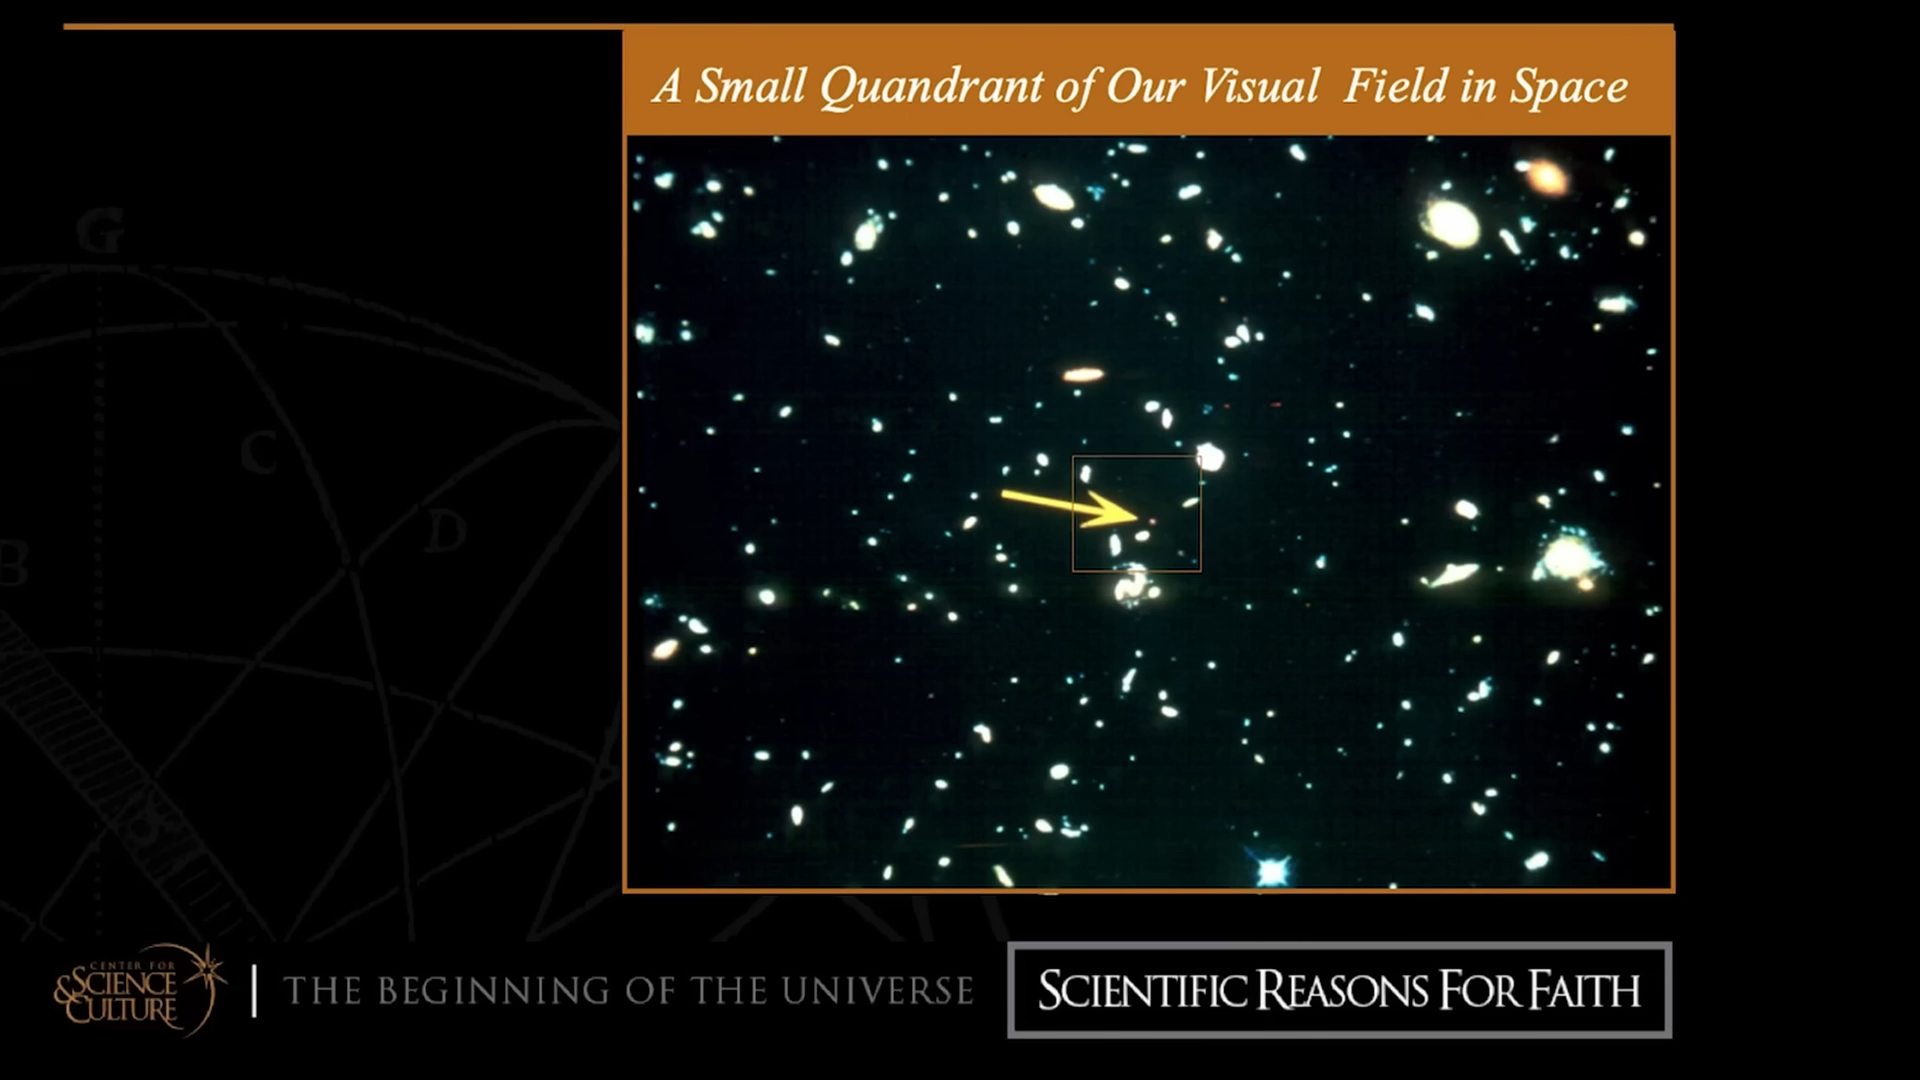 A Small Quandrant of Our Visual Field in Space
G
C
D
B
S
CENTER FOR
SCIENCE
& CULTURE
THE BEGINNING OF THE UNIVERSE
SCIENTIFIC REASONS FOR FAITH